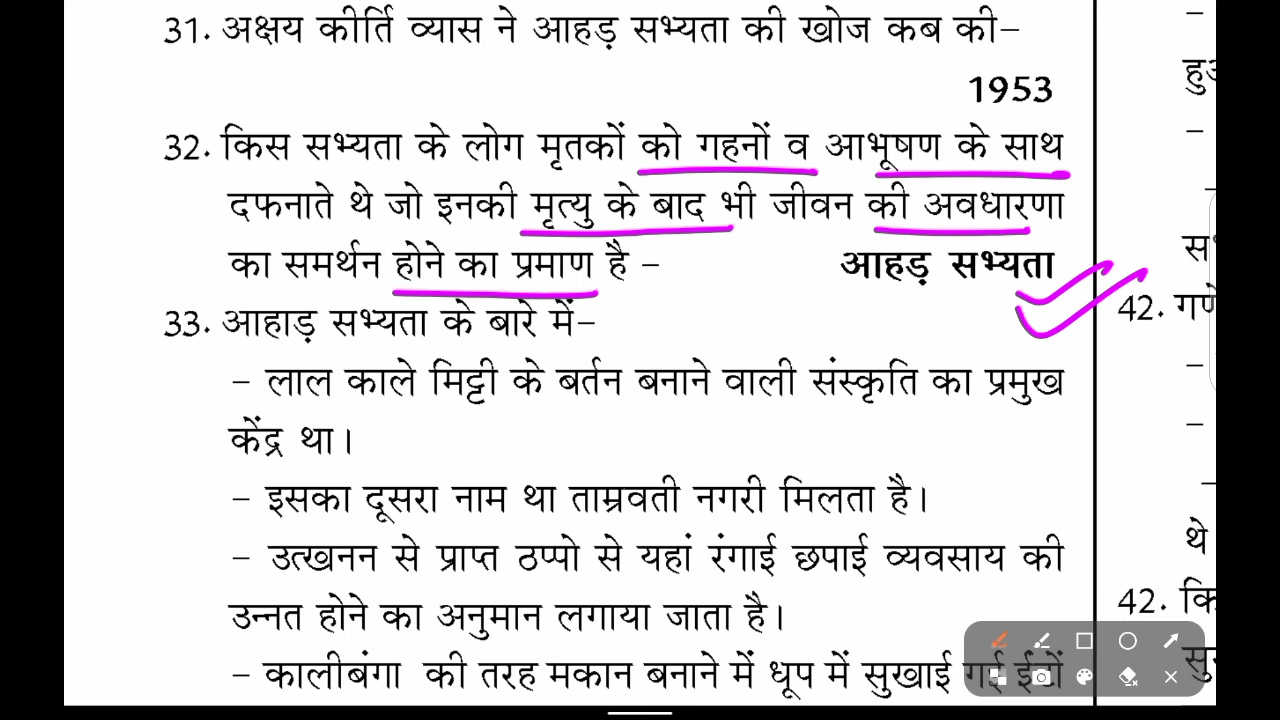 31. अक्षय कीर्ति व्यास ने आहड़ सभ्यता की खोज कब की–
1953
32. किस सभ्यता के लोग मृतकों को गहनों व आभूषण के साथ
दफनाते थे जो इनकी मृत्यु के बाद भी जीवन की अवधारणा
का समर्थन होने का प्रमाण है – आहड़ सभ्यता
33. आहाड़ सभ्यता के बारे में–
– लाल काले मिट्टी के बर्तन बनाने वाली संस्कृति का प्रमुख
केंद्र था।
– इसका दूसरा नाम था ताम्रवती नगरी मिलता है।
– उत्खनन से प्राप्त ठप्पो से यहां रंगाई छपाई व्यवसाय की
उन्नत होने का अनुमान लगाया जाता है।
– कालीबंगा की तरह मकान बनाने में धूप में सुखाई गई ईंटों
42.
थे
42. कि